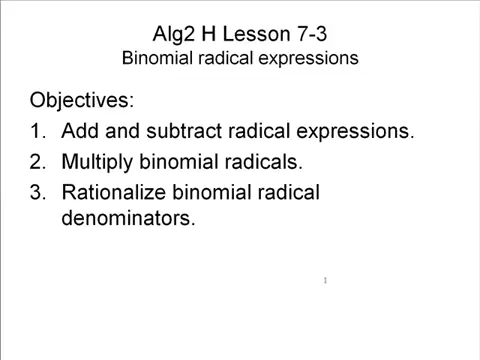 Alg2 H Lesson 7-3
Binomial radical expressions
Objectives:
1. Add and subtract radical expressions.
2. Multiply binomial radicals.
3. Rationalize binomial radical
denominators.
1